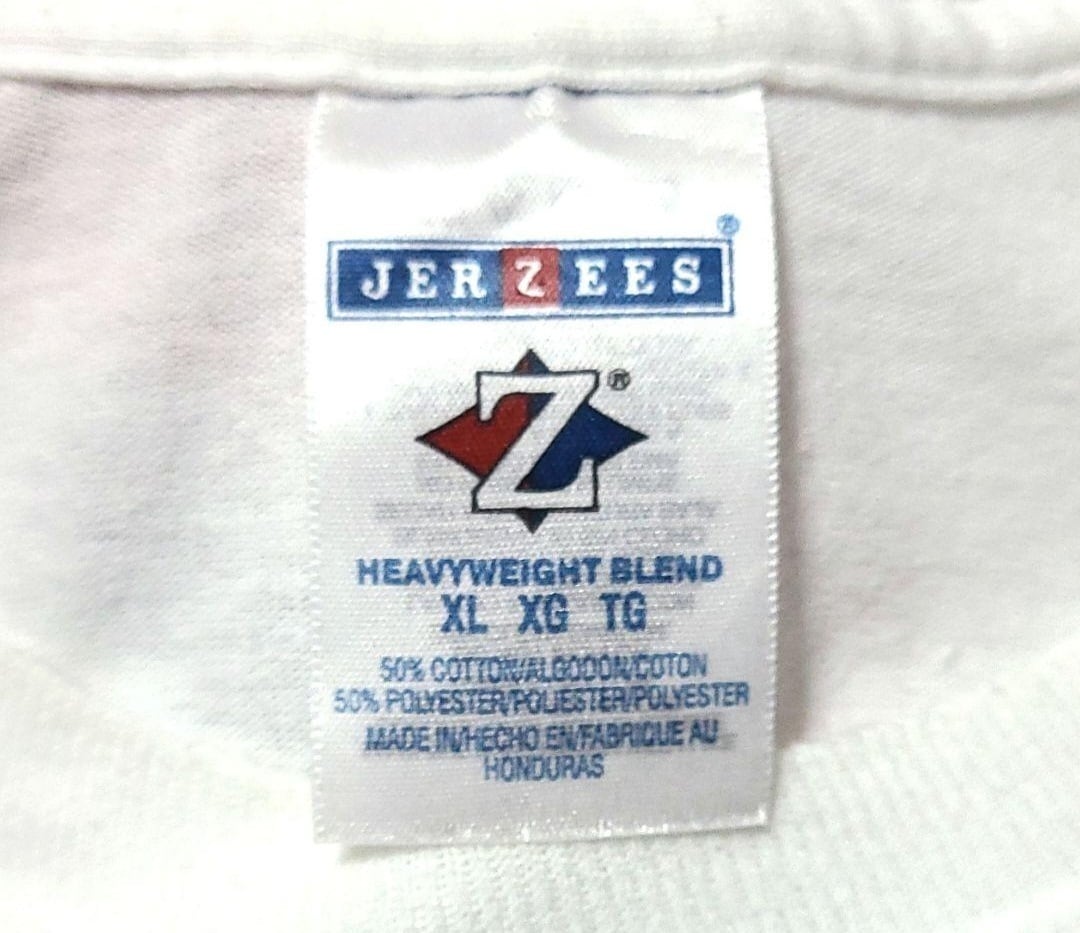 JERZEES®
Z®
HEAVYWEIGHT BLEND
XL XG TG
50% COTTON/ALGODON/COTON
50% POLYESTER/POLIESTER/POLYESTER
MADE IN/HECHO EN/FABRIQUE AU
HONDURAS